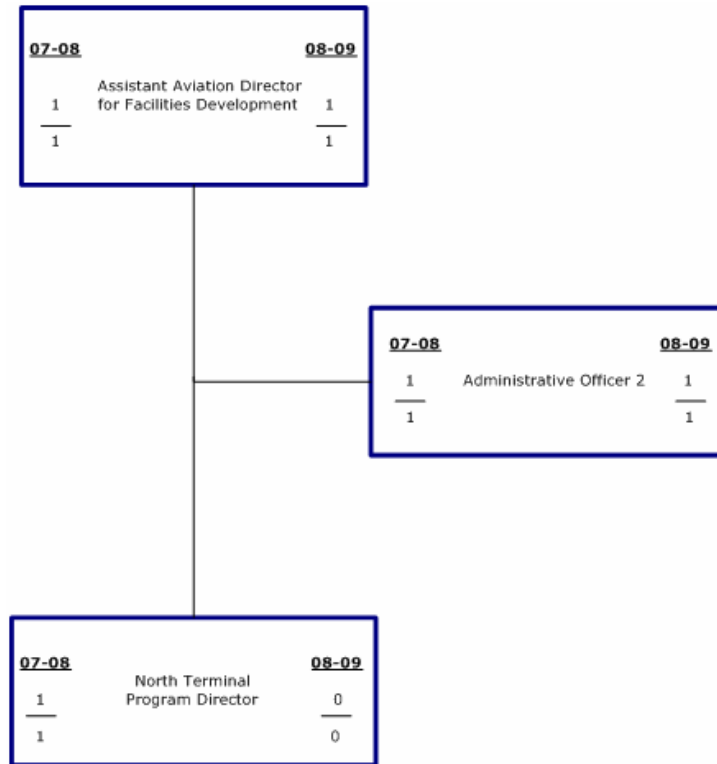 07-08 08-09
Assistant Aviation Director
for Facilities Development
1 1
1 1
07-08 08-09
1 Administrative Officer 2 1
1 1
07-08 08-09
North Terminal
Program Director
1 0
1 0